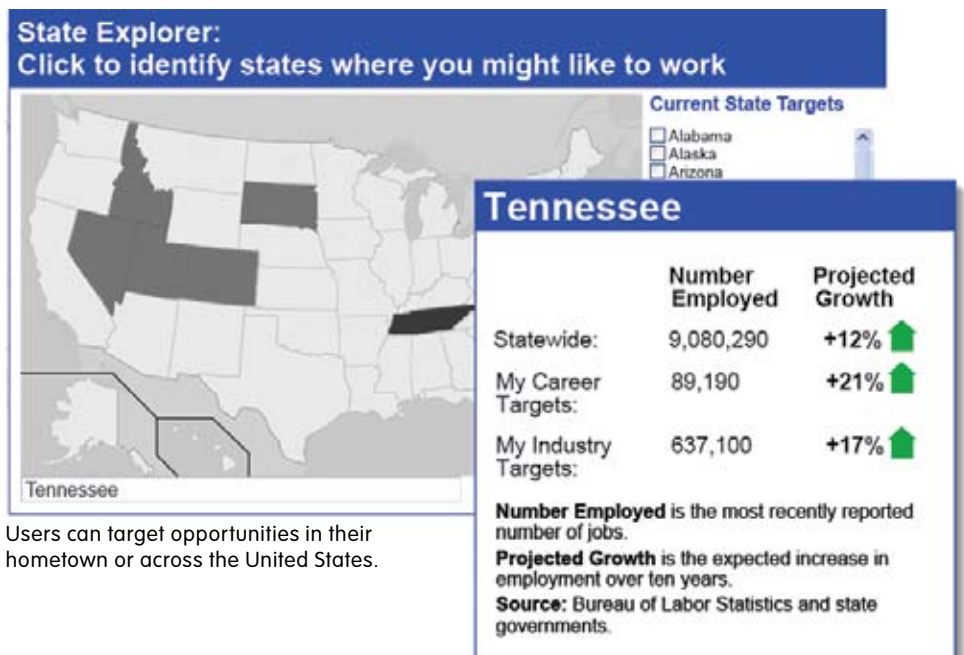 State Explorer:
Click to identify states where you might like to work
Current State Targets
Alabama
Alaska
Arizona
Tennessee
Number Employed
Projected Growth
Statewide: 9,080,290 +12%
My Career Targets: 89,190 +21%
My Industry Targets: 637,100 +17%
Number Employed is the most recently reported
number of jobs.
Projected Growth is the expected increase in
employment over ten years.
Source: Bureau of Labor Statistics and state
governments.
Tennessee
Users can target opportunities in their
hometown or across the United States.